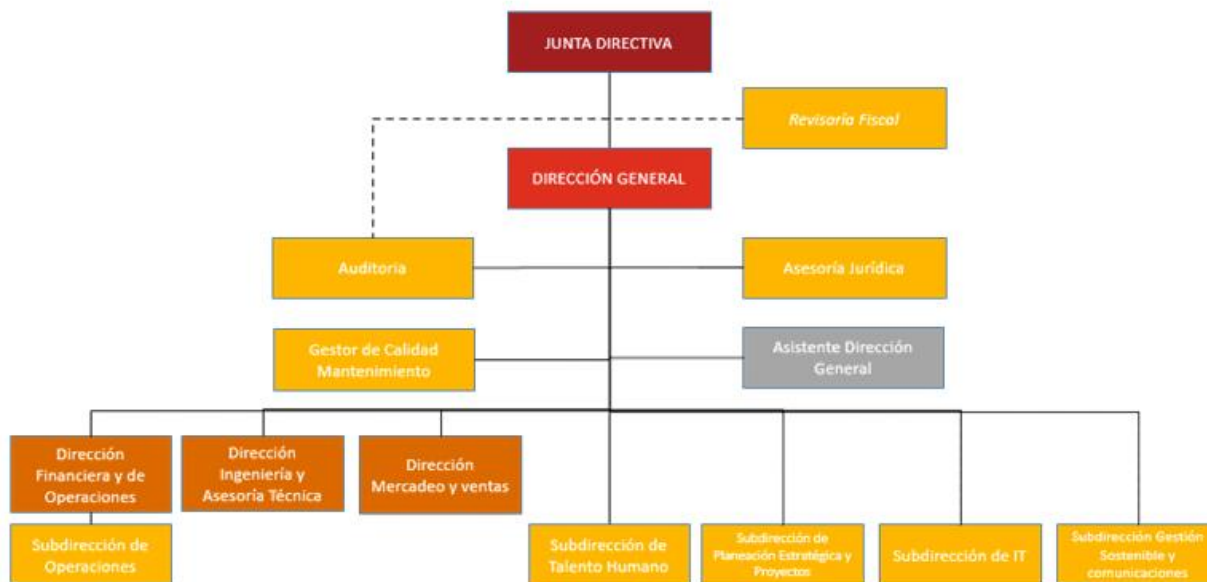 JUNTA DIRECTIVA
Revisaría Fiscal
DIRECCIÓN GENERAL
Auditoria
Asesoría Jurídica
Gestor de Calidad
Mantenimiento
Asistente Dirección
General
Dirección
Financiera y de
Operaciones
Dirección
Ingeniería y
Asesoría Técnica
Dirección
Mercadeo y ventas
Subdirección de
Operaciones
Subdirección de
Talento Humano
Subdirección de
Planeación Estratégica y
Proyectos
Subdirección de IT
Subdirección Gestión
Sostenible y
comunicaciones